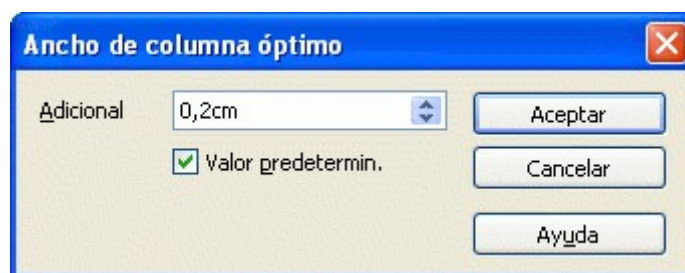 Ancho de columna óptimo
Adicional
0,2cm
Aceptar
Valor predetermin.
Cancelar
Ayuda